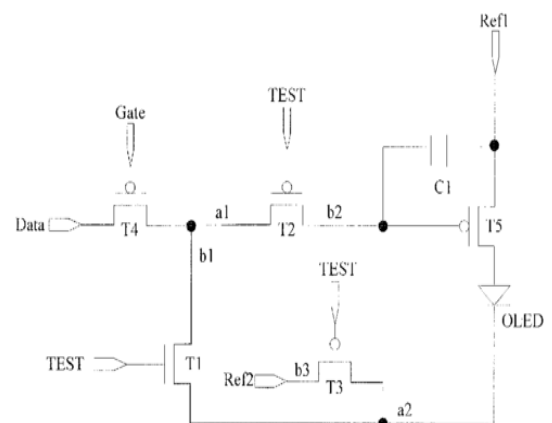 Ref1
TEST
Gate
a1
b2
C1
Data
T4
T2
T5
b1
TEST
OLED
TEST
T1
b3
Ref2
T3
a2